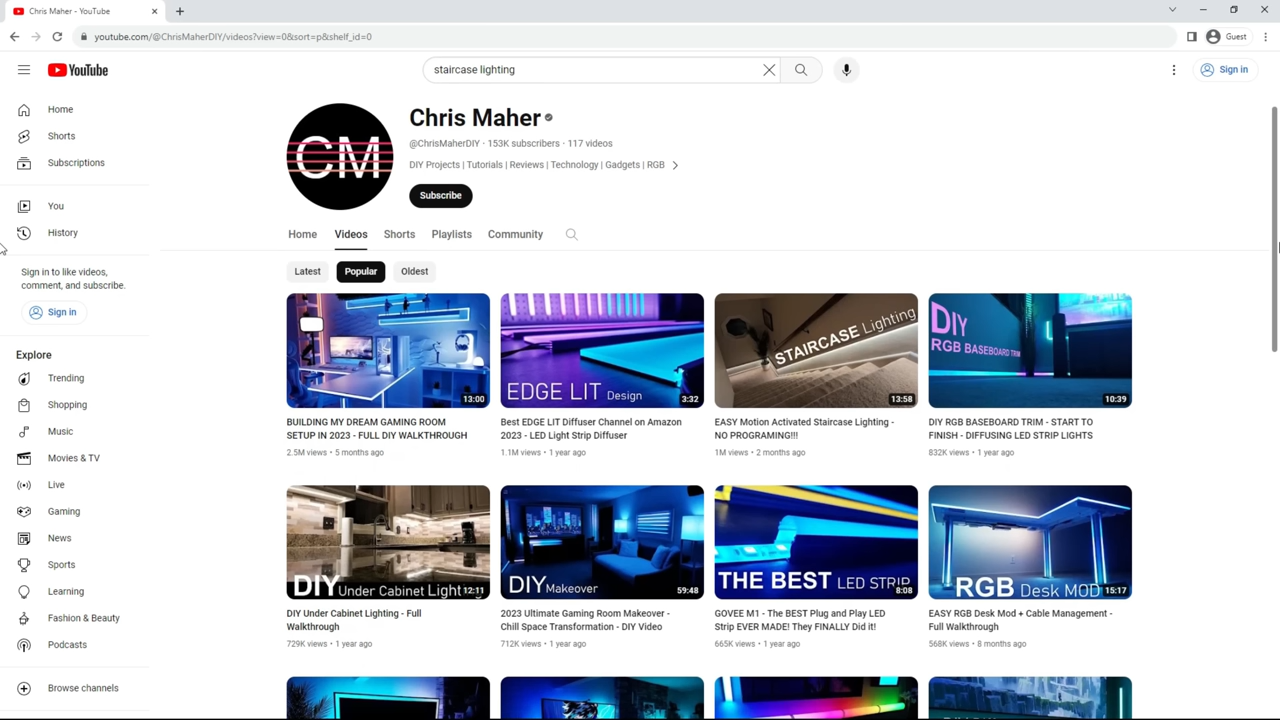 Chris Maher - YouTube
youtube.com/@ChrisMaherDIY/videos?view=0&sort=p&shelf_id=0
Guest
YouTube
staircase lighting
Sign in
Home
Shorts
Subscriptions
You
History
Sign in to like videos,
comment, and subscribe.
Sign in
Explore
Trending
Shopping
Music
Movies & TV
Live
Gaming
News
Sports
Learning
Fashion & Beauty
Podcasts
Browse channels
CM
Chris Maher
@ChrisMaherDIY · 153K subscribers · 117 videos
DIY Projects | Tutorials | Reviews | Technology | Gadgets | RGB
Subscribe
Home Videos Shorts Playlists Community
Latest Popular Oldest
13:00
BUILDING MY DREAM GAMING ROOM
SETUP IN 2023 - FULL DIY WALKTHROUGH
2.5M views • 5 months ago
EDGE LIT Design
3:32
Best EDGE LIT Diffuser Channel on Amazon
2023 - LED Light Strip Diffuser
1.1M views • 1 year ago
STAIRCASE Lighting
13:58
EASY Motion Activated Staircase Lighting -
NO PROGRAMING!!!
1M views • 2 months ago
DIY
RGB BASEBOARD TRIM
10:39
DIY RGB BASEBOARD TRIM - START TO
FINISH - DIFFUSING LED STRIP LIGHTS
832K views • 1 year ago
DIY Under Cabinet Lighting
12:11
DIY Under Cabinet Lighting - Full
Walkthrough
729K views • 1 year ago
DIY Makeover
59:48
2023 Ultimate Gaming Room Makeover -
Chill Space Transformation - DIY Video
712K views • 1 year ago
THE BEST LED STRIP
8:08
GOVEE M1 - The BEST Plug and Play LED
Strip EVER MADE! They FINALLY Did it!
665K views • 1 year ago
RGB Desk MOD
15:17
EASY RGB Desk Mod + Cable Management -
Full Walkthrough
568K views • 8 months ago